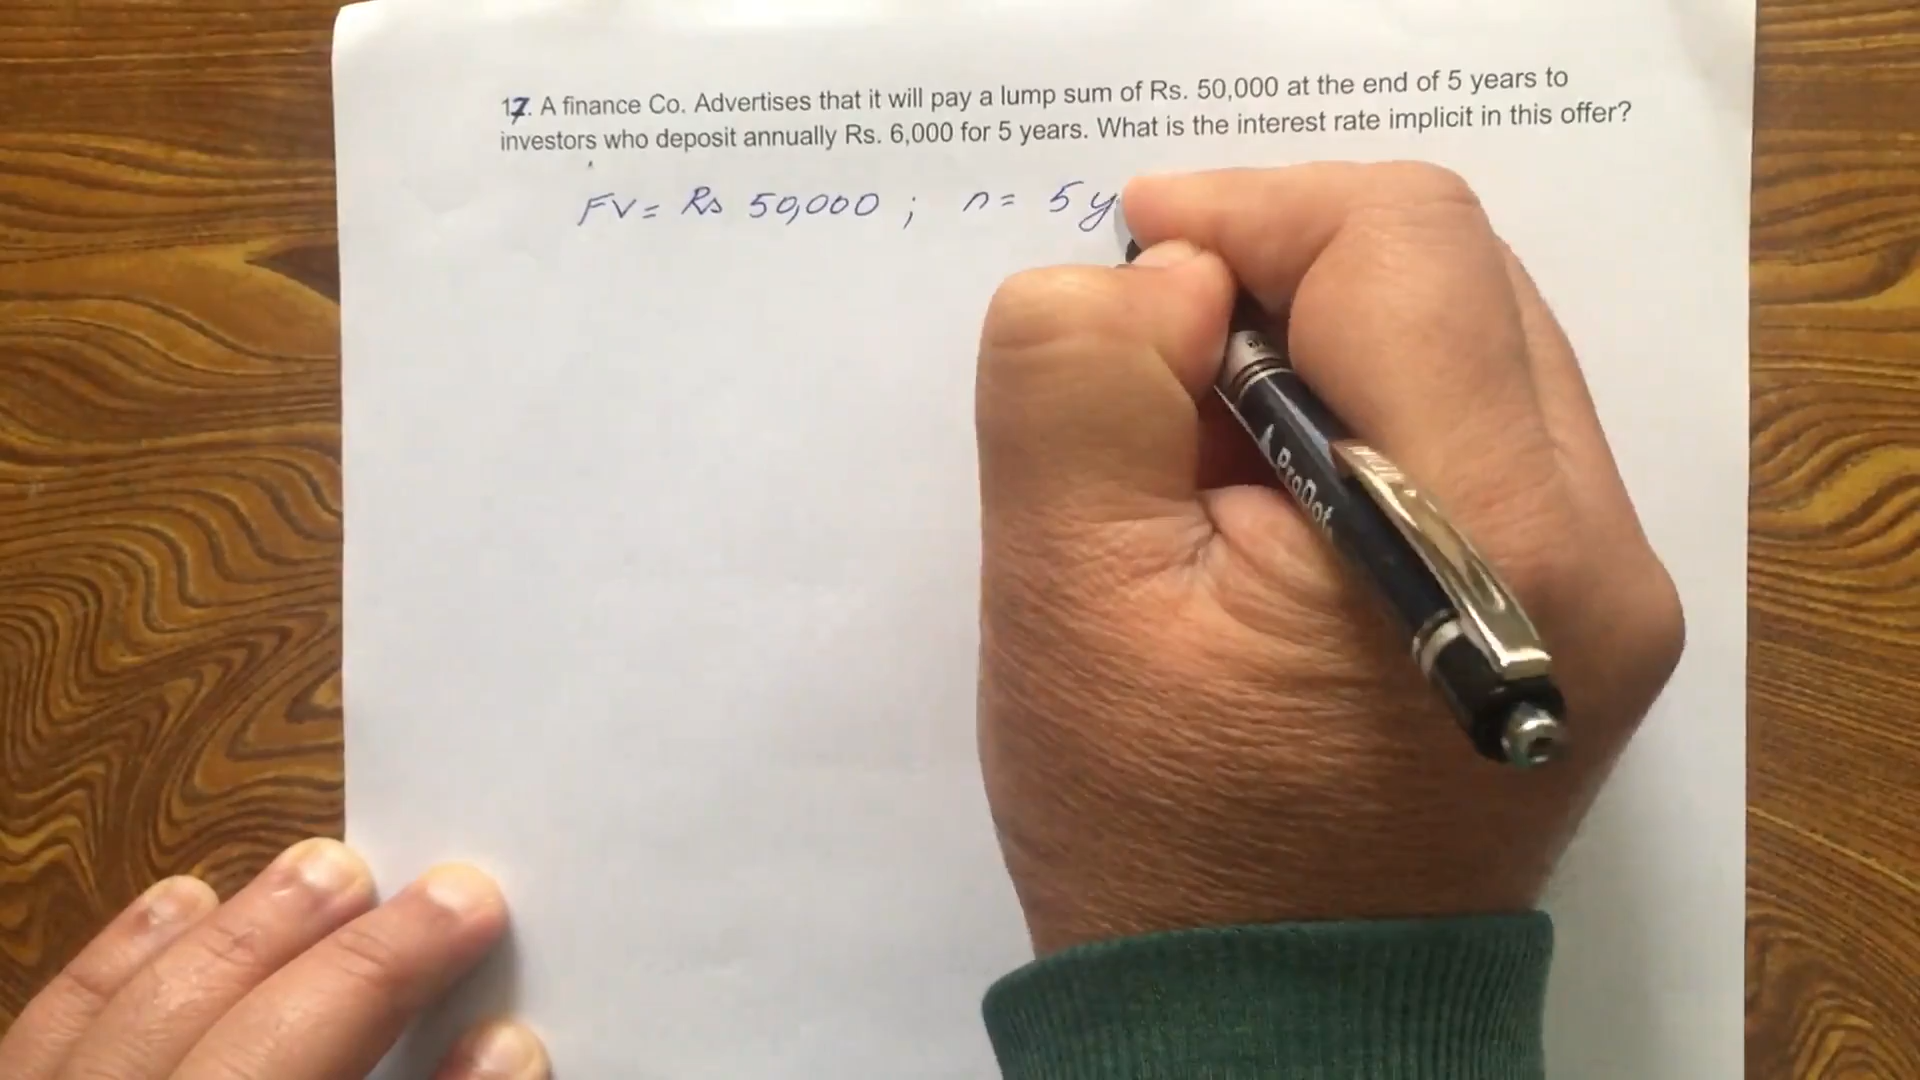 17. A finance Co. Advertises that it will pay a lump sum of Rs. 50,000 at the end of 5 years to
investors who deposit annually Rs. 6,000 for 5 years. What is the interest rate implicit in this offer?
FV = Rs 50,000 ; n = 5 y
ProDot